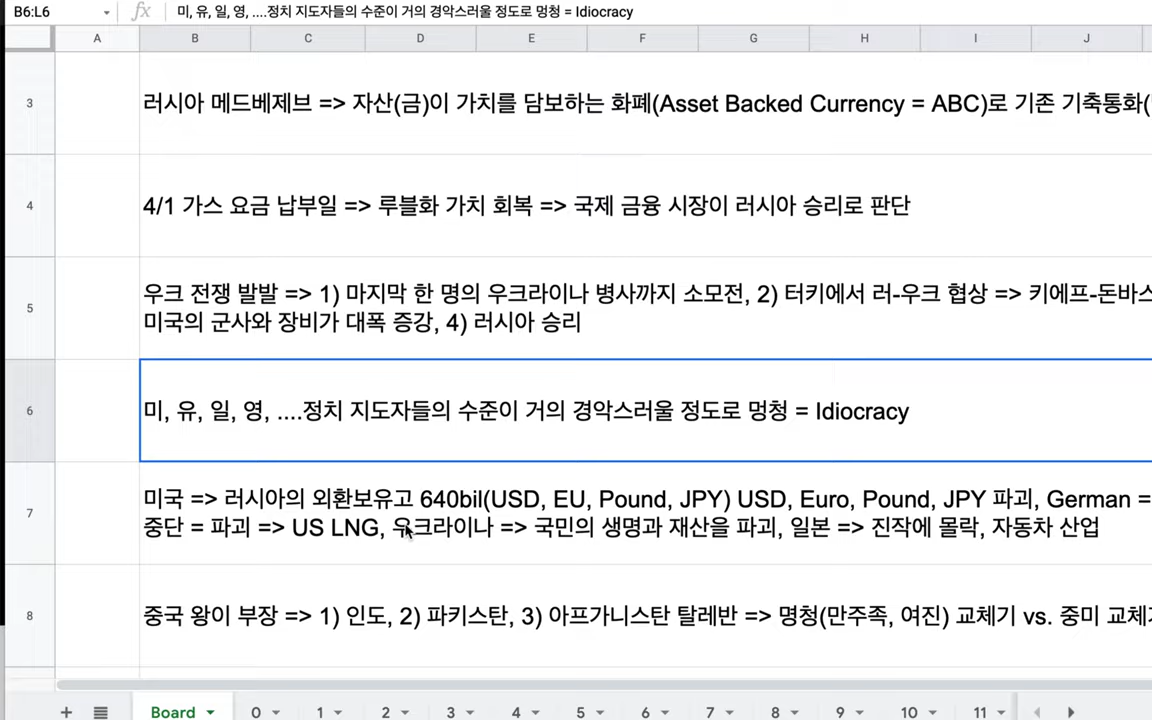 B6:L6
fx
미, 유, 일, 영, ....정치 지도자들의 수준이 거의 경악스러울 정도로 멍청 = Idiocracy
A B C D E F G H I J
3
러시아 메드베제브 => 자산(금)이 가치를 담보하는 화폐(Asset Backed Currency = ABC)로 기존 기축통화(
4
4/1 가스 요금 납부일 => 루블화 가치 회복 => 국제 금융 시장이 러시아 승리로 판단
5
우크 전쟁 발발 => 1) 마지막 한 명의 우크라이나 병사까지 소모전, 2) 터키에서 러-우크 협상 => 키에프-돈바스
미국의 군사와 장비가 대폭 증강, 4) 러시아 승리
6
미, 유, 일, 영, ....정치 지도자들의 수준이 거의 경악스러울 정도로 멍청 = Idiocracy
7
미국 => 러시아의 외환보유고 640bil(USD, EU, Pound, JPY) USD, Euro, Pound, JPY 파괴, German =
중단 = 파괴 => US LNG, 우크라이나 => 국민의 생명과 재산을 파괴, 일본 => 진작에 몰락, 자동차 산업
8
중국 왕이 부장 => 1) 인도, 2) 파키스탄, 3) 아프가니스탄 탈레반 => 명청(만주족, 여진) 교체기 vs. 중미 교체
+ Board 0 1 2 3 4 5 6 7 8 9 10 11